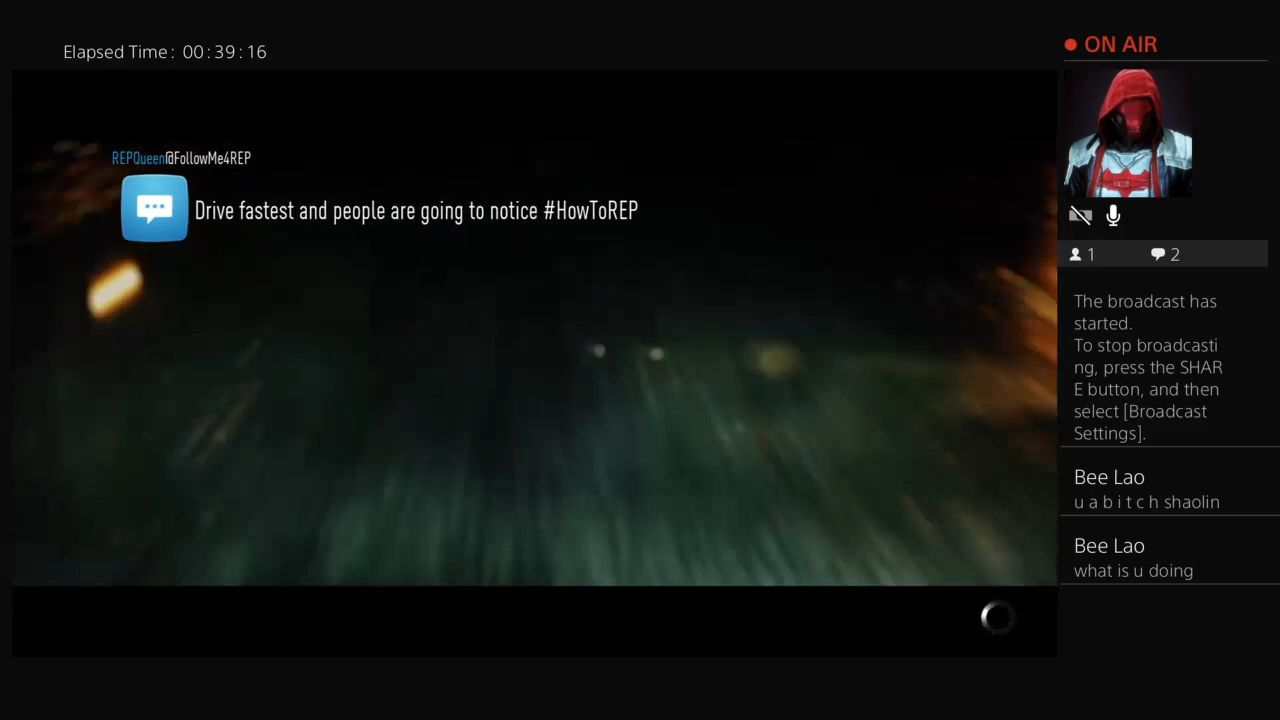 Elapsed Time: 00:39:16
ON AIR
REPQueen@FollowMe4REP
Drive fastest and people are going to notice #HowToREP
1 2
The broadcast has
started.
To stop broadcasti
ng, press the SHAR
E button, and then
select [Broadcast
Settings].
Bee Lao
u a b i t c h shaolin
Bee Lao
what is u doing